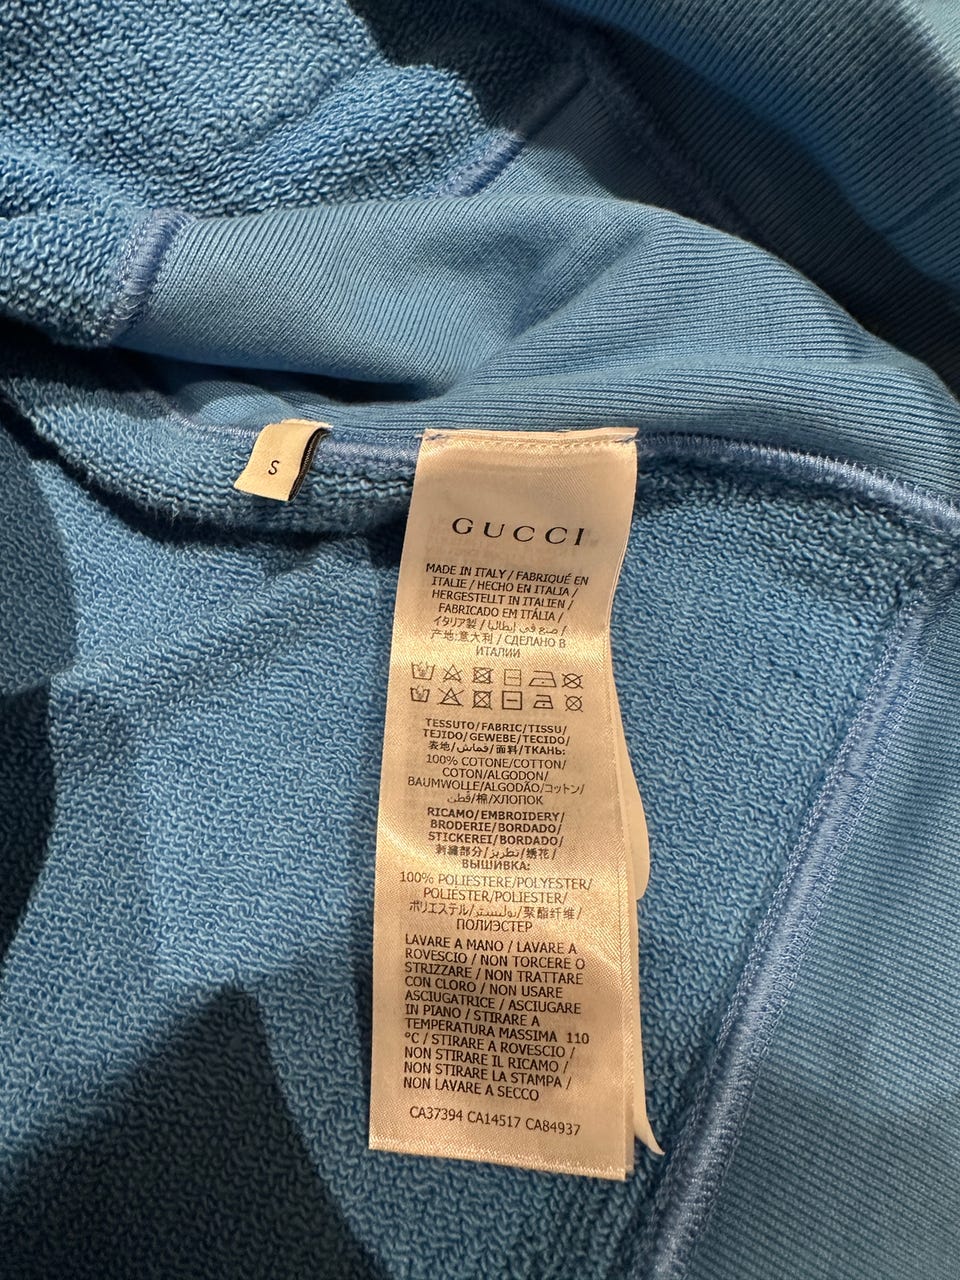 S
GUCCI
MADE IN ITALY / FABRIQUÉ EN
ITALIE / HECHO EN ITALIA /
HERGESTELLT IN ITALIEN /
FABRICADO EM ITÁLIA /
イタリア製 / صنع في إيطاليا /
产地:意大利 / СДЕЛАНО В
ИТАЛИИ
TESSUTO/FABRIC/TISSU/
TEJIDO/GEWEBE/TECIDO/
表地/قماش/面料/ТКАНЬ:
100% COTONE/COTTON/
COTON/ALGODON/
BAUMWOLLE/ALGODÃO/コットン/
قطن/棉/ХЛОПОК
RICAMO/EMBROIDERY/
BRODERIE/BORDADO/
STICKEREI/BORDADO/
刺繍部分/تطريز/绣花/
ВЫШИВКА:
100% POLIESTERE/POLYESTER/
POLIESTER/POLIESTER/
ポリエステル/بوليستر/聚酯纤维/
ПОЛИЭСТЕР
LAVARE A MANO / LAVARE A
ROVESCIO / NON TORCERE O
STRIZZARE / NON TRATTARE
CON CLORO / NON USARE
ASCIUGATRICE / ASCIUGARE
IN PIANO / STIRARE A
TEMPERATURA MASSIMA 110
°C / STIRARE A ROVESCIO /
NON STIRARE IL RICAMO /
NON STIRARE LA STAMPA /
NON LAVARE A SECCO
CA37394 CA14517 CA84937